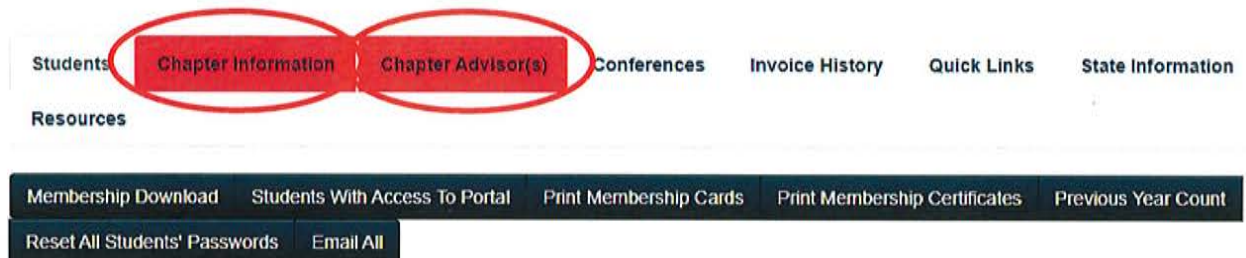 Students Chapter Information Chapter Advisor(s) Conferences Invoice History Quick Links State Information
Resources
Membership Download Students With Access To Portal Print Membership Cards Print Membership Certificates Previous Year Count
Reset All Students' Passwords Email All